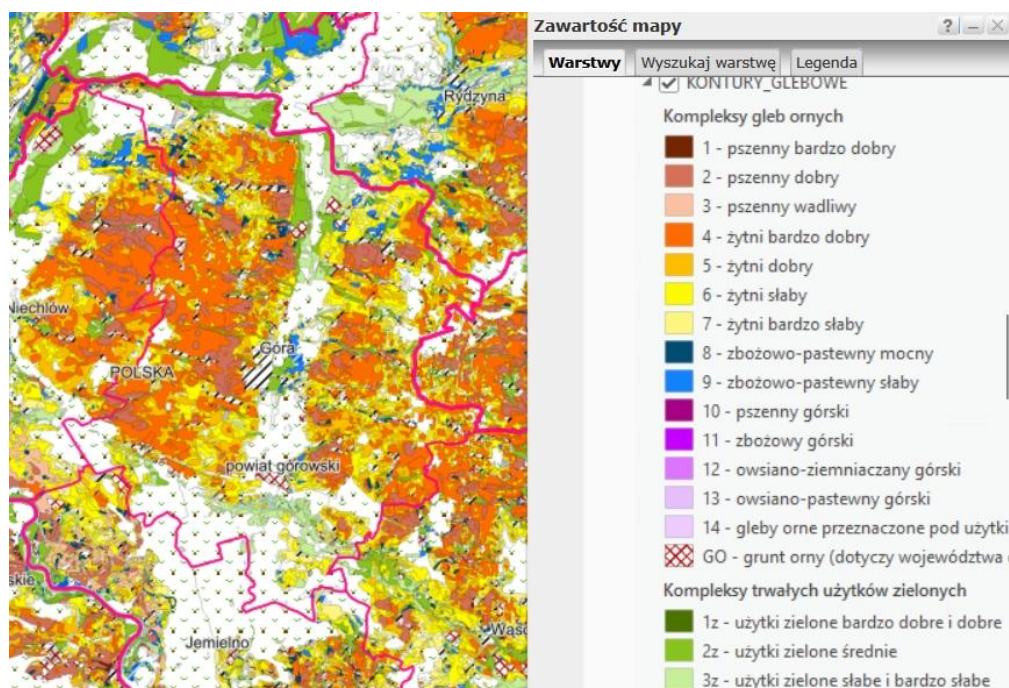 Rydzyna
Niechlów
Góra
POLSKA
powiat górowski
skie
Jemielno
Wąso
Zawartość mapy
Warstwy
Wyszukaj warstwę
Legenda
KONTURY_GLEBOWE
Kompleksy gleb ornych
1 - pszenny bardzo dobry
2 - pszenny dobry
3 - pszenny wadliwy
4 - żytni bardzo dobry
5 - żytni dobry
6 - żytni słaby
7 - żytni bardzo słaby
8 - zbożowo-pastewny mocny
9 - zbożowo-pastewny słaby
10 - pszenny górski
11 - zbożowy górski
12 - owsiano-ziemniaczany górski
13 - owsiano-pastewny górski
14 - gleby orne przeznaczone pod użytki
GO - grunt orny (dotyczy województwa
Kompleksy trwałych użytków zielonych
1z - użytki zielone bardzo dobre i dobre
2z - użytki zielone średnie
3z - użytki zielone słabe i bardzo słabe